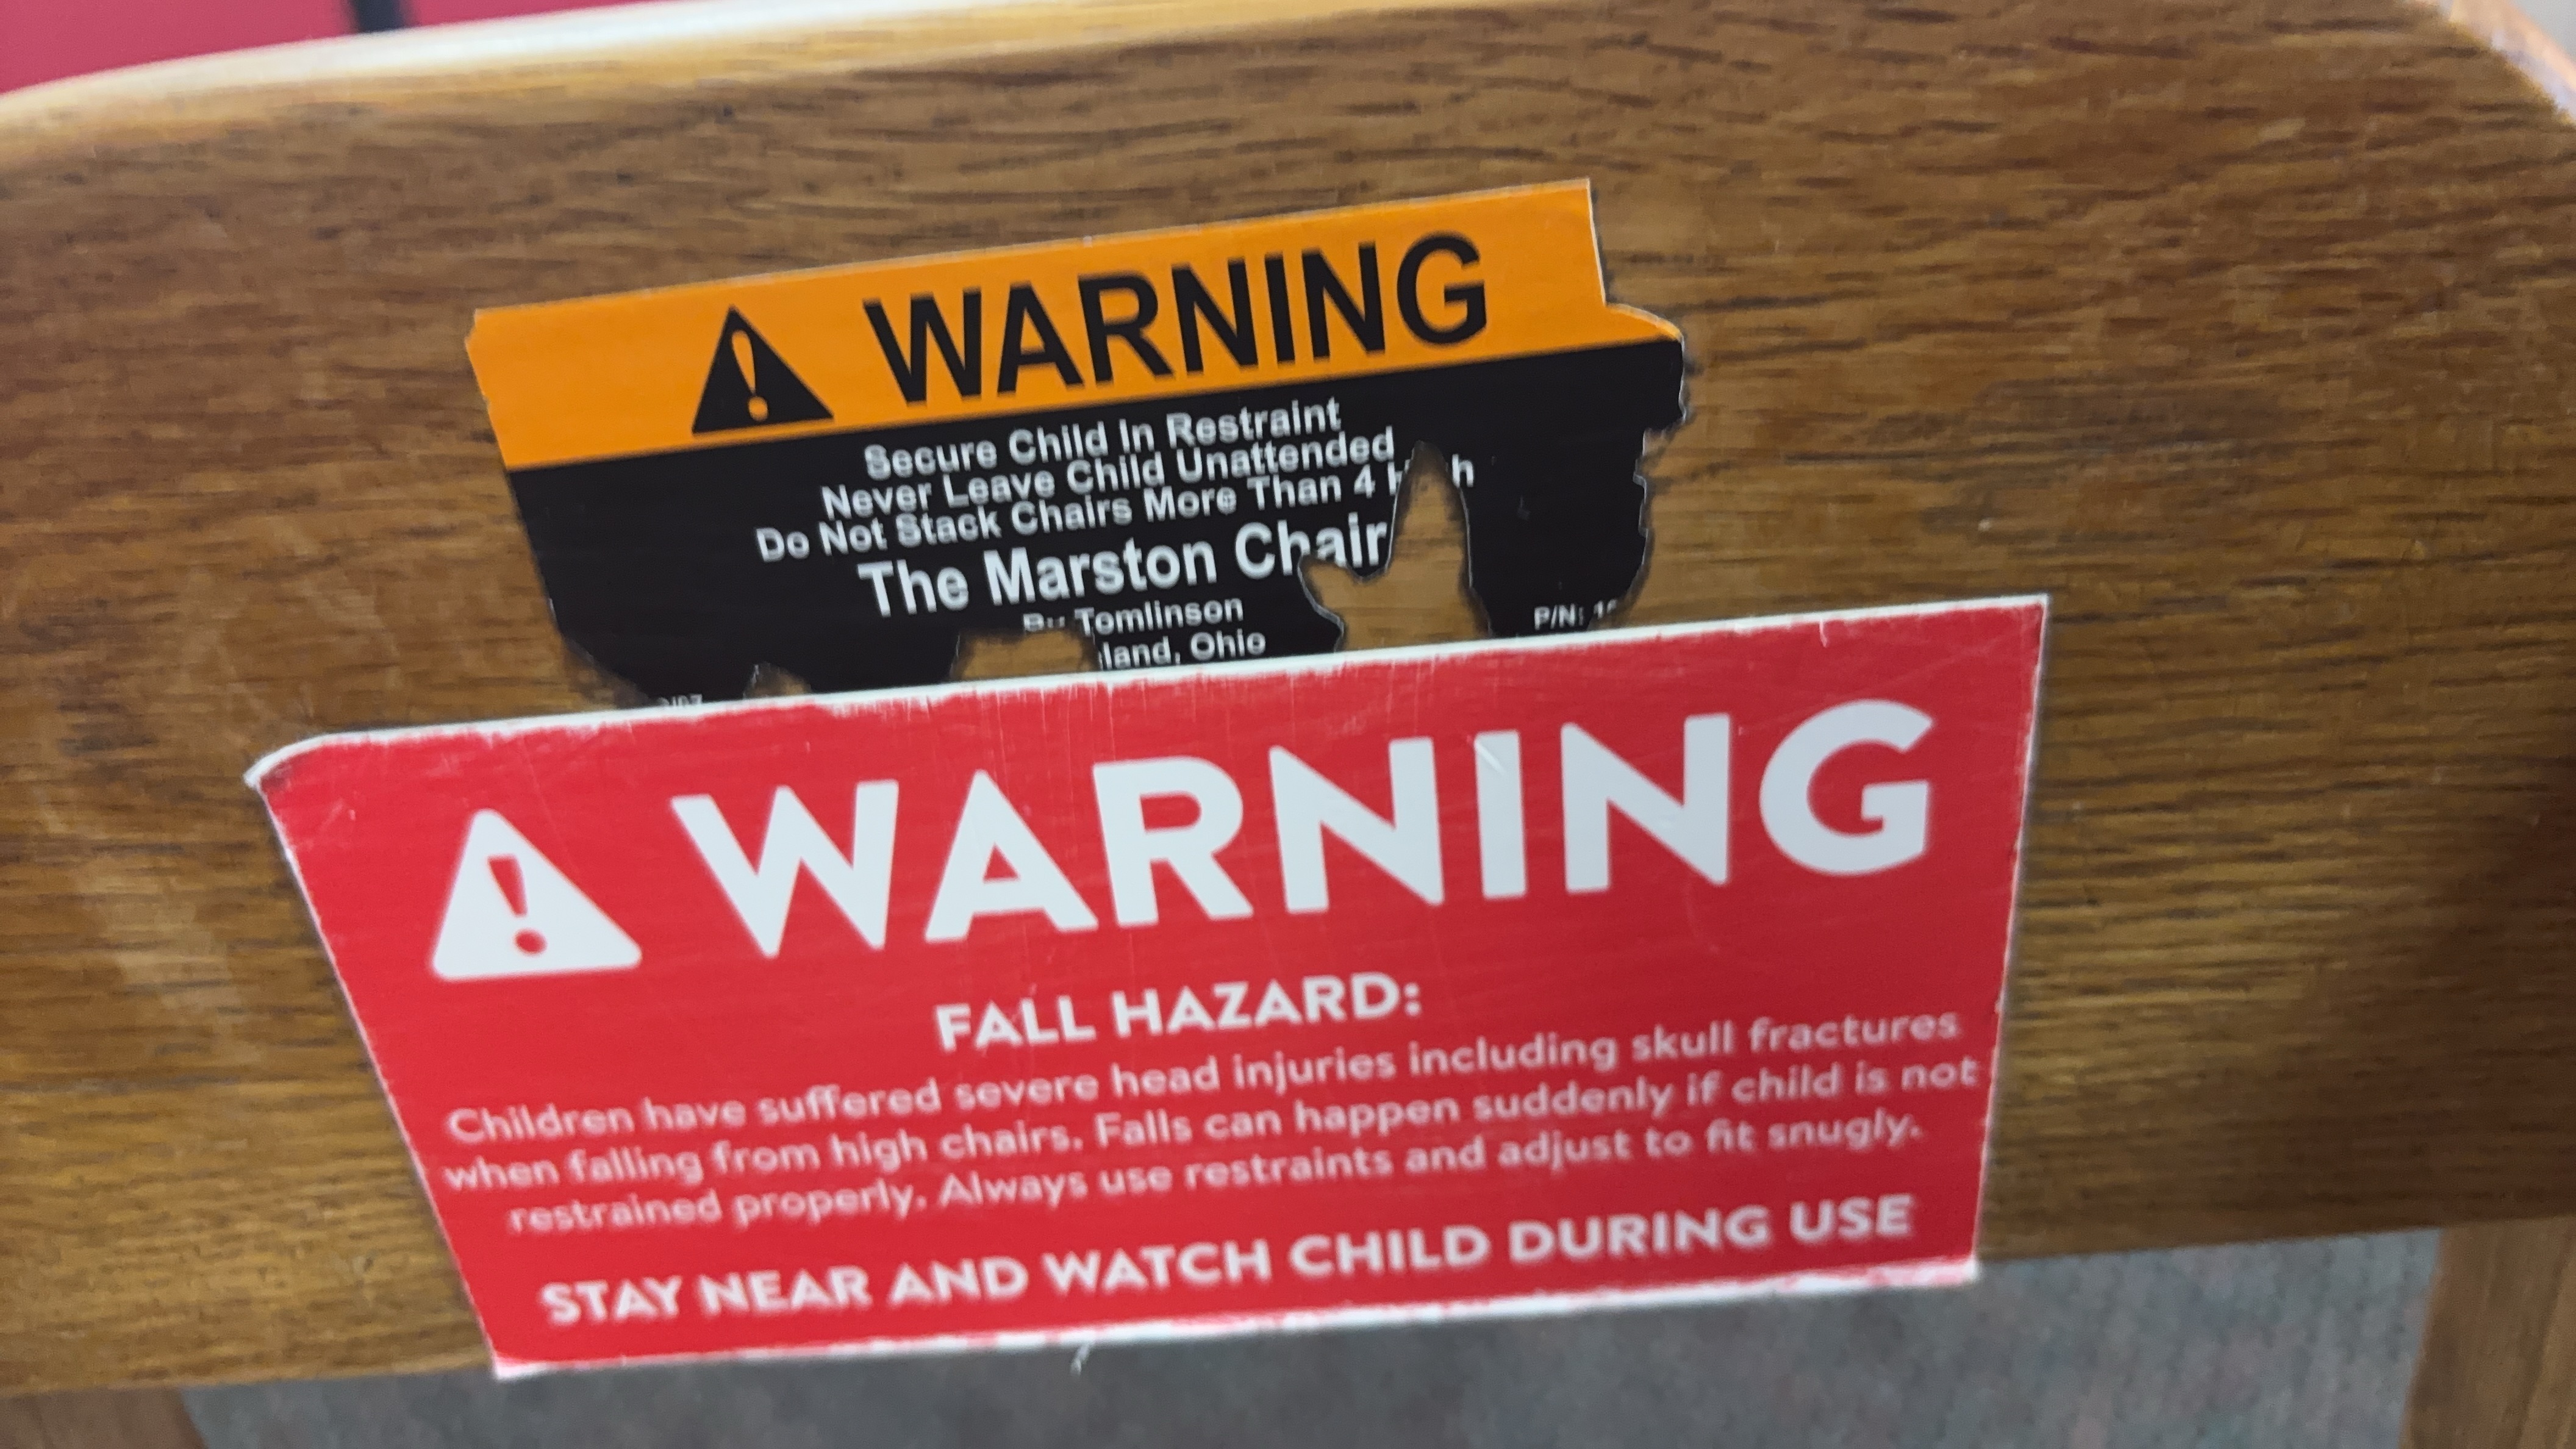 WARNING
Secure Child In Restraint
Never Leave Child Unattended
Do Not Stack Chairs More Than 4
The Marston Chair
By Tomlinson
Ohio
P/N:
WARNING
FALL HAZARD:
Children have suffered severe head injuries including skull fractures
when falling from high chairs. Falls can happen suddenly if child is not
restrained properly. Always use restraints and adjust to fit snugly.
STAY NEAR AND WATCH CHILD DURING USE